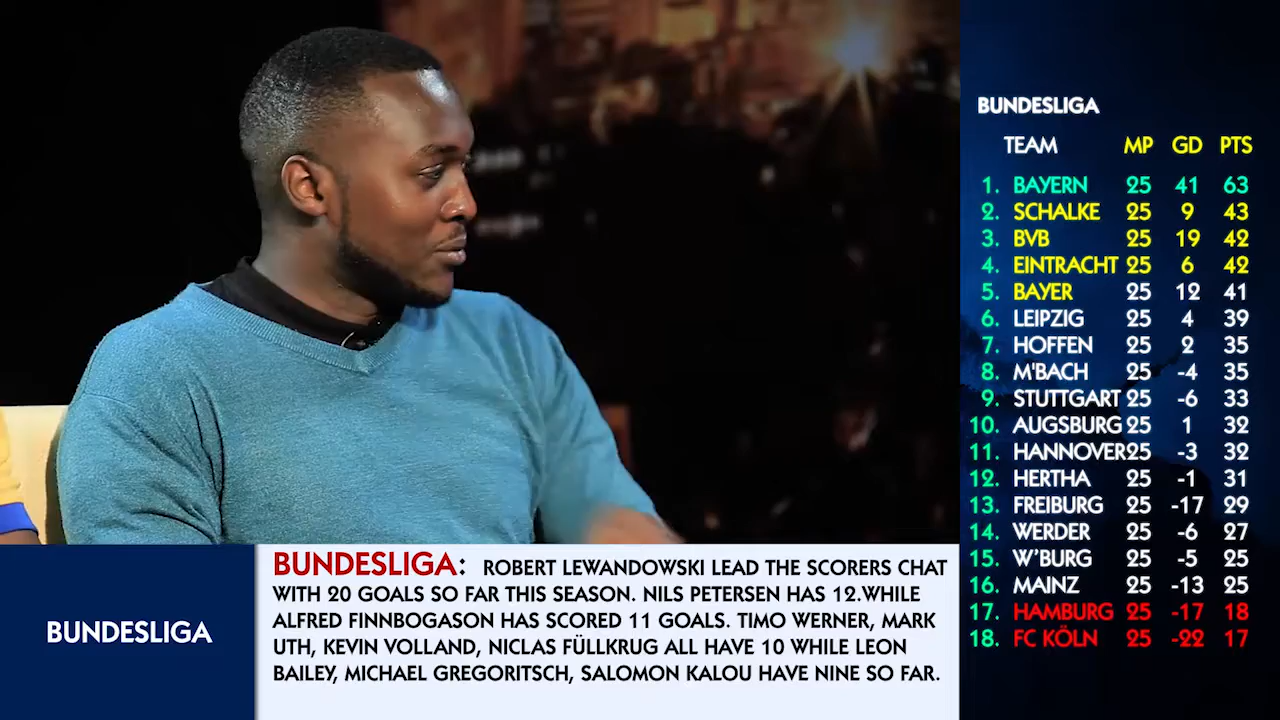 BUNDESLIGA
TEAM MP GD PTS
1. BAYERN 25 41 63
2. SCHALKE 25 9 43
3. BVB 25 19 42
4. EINTRACHT 25 6 42
5. BAYER 25 12 41
6. LEIPZIG 25 4 39
7. HOFFEN 25 2 35
8. M'BACH 25 -4 35
9. STUTTGART 25 -6 33
10. AUGSBURG 25 1 32
11. HANNOVER 25 -3 32
12. HERTHA 25 -1 31
13. FREIBURG 25 -17 29
14. WERDER 25 -6 27
15. W’BURG 25 -5 25
16. MAINZ 25 -13 25
17. HAMBURG 25 -17 18
18. FC KÖLN 25 -22 17
BUNDESLIGA
BUNDESLIGA: ROBERT LEWANDOWSKI LEAD THE SCORERS CHAT
WITH 20 GOALS SO FAR THIS SEASON. NILS PETERSEN HAS 12.WHILE
ALFRED FINNBOGASON HAS SCORED 11 GOALS. TIMO WERNER, MARK
UTH, KEVIN VOLLAND, NICLAS FÜLLKRUG ALL HAVE 10 WHILE LEON
BAILEY, MICHAEL GREGORITSCH, SALOMON KALOU HAVE NINE SO FAR.